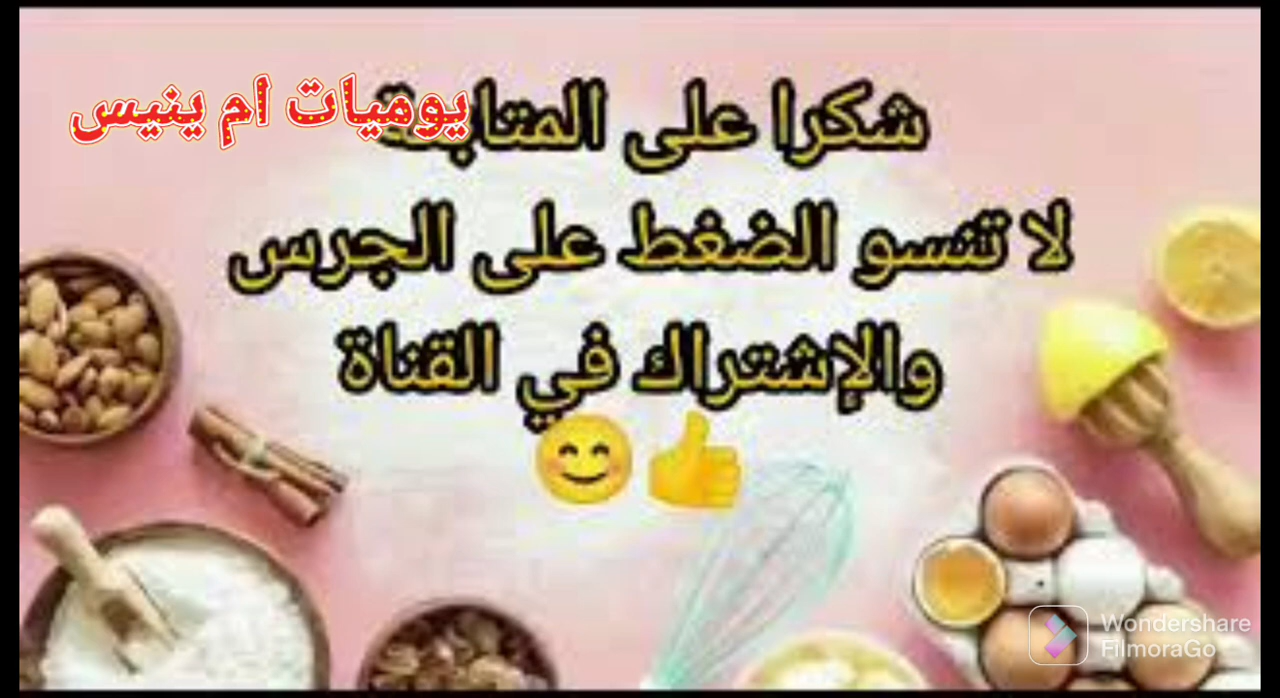 يوميات ام ينيس
شكرا على المتابعة
لا تنسو الضغط على الجرس
والإشتراك في القناة
😊👍
Wondershare
FilmoraGo